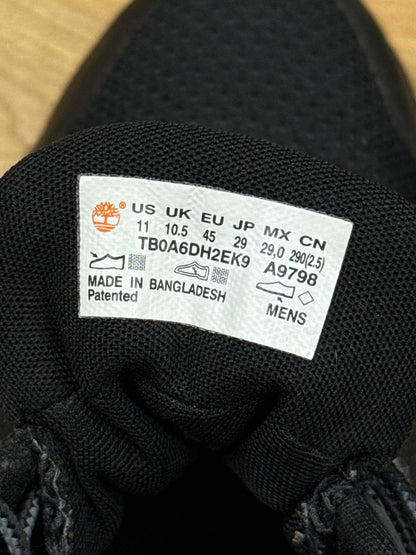 ® US UK EU JP MX CN
11 10.5 45 29 29,0 290(2.5)
TB0A6DH2EK9 A9798
MADE IN BANGLADESH
Patented
MENS